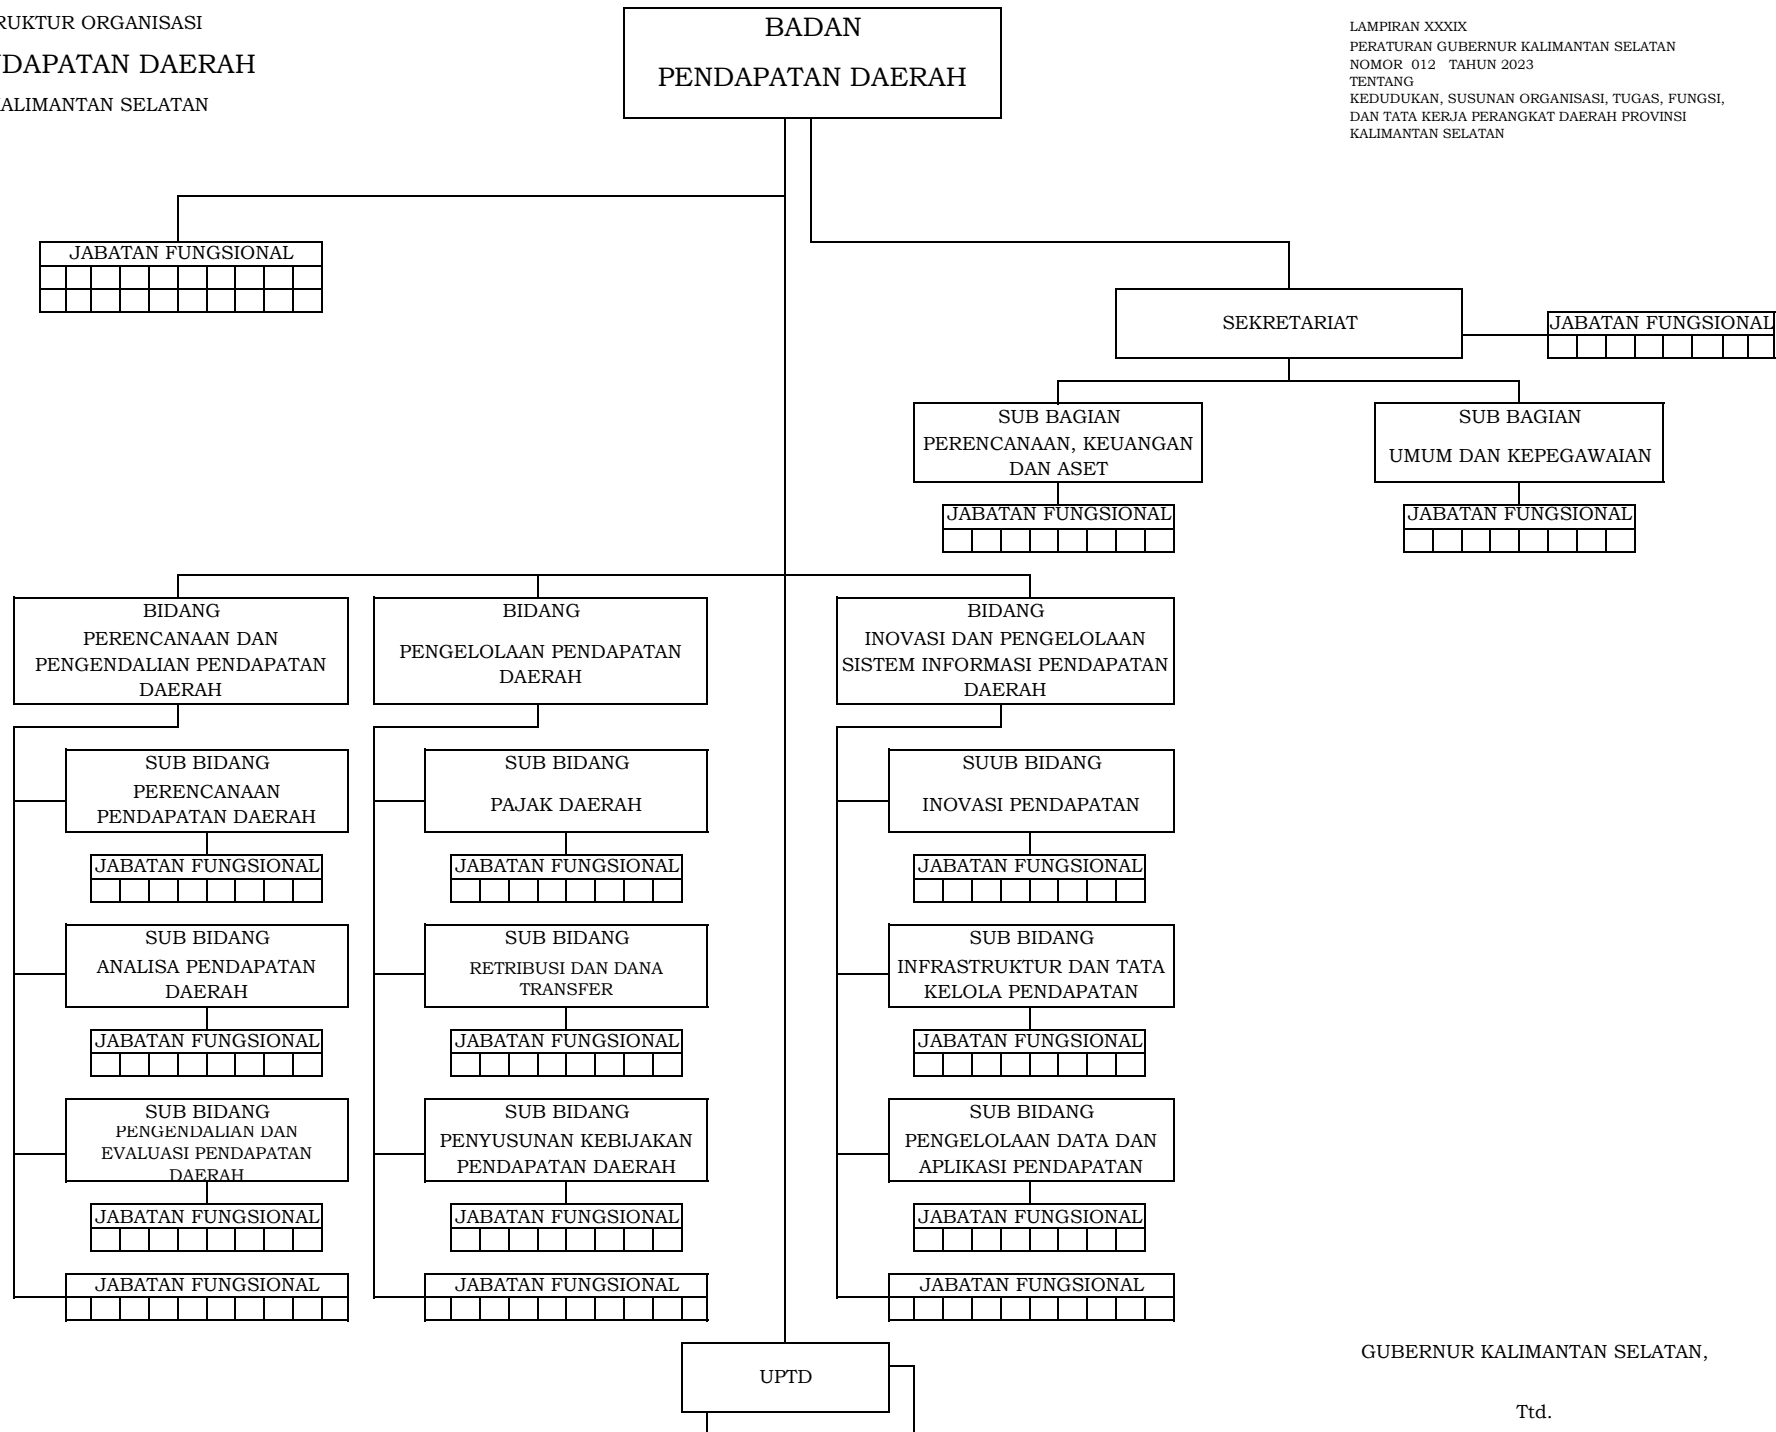 RUKTUR ORGANISASI
DAPATAN DAERAH
ALIMANTAN SELATAN
BADAN
PENDAPATAN DAERAH
LAMPIRAN XXXIX
PERATURAN GUBERNUR KALIMANTAN SELATAN
NOMOR 012 TAHUN 2023
TENTANG
KEDUDUKAN, SUSUNAN ORGANISASI, TUGAS, FUNGSI,
DAN TATA KERJA PERANGKAT DAERAH PROVINSI
KALIMANTAN SELATAN
JABATAN FUNGSIONAL
SEKRETARIAT
JABATAN FUNGSIONAL
SUB BAGIAN
PERENCANAAN, KEUANGAN
DAN ASET
SUB BAGIAN
UMUM DAN KEPEGAWAIAN
JABATAN FUNGSIONAL
JABATAN FUNGSIONAL
BIDANG
PERENCANAAN DAN
PENGENDALIAN PENDAPATAN
DAERAH
BIDANG
PENGELOLAAN PENDAPATAN
DAERAH
BIDANG
INOVASI DAN PENGELOLAAN
SISTEM INFORMASI PENDAPATAN
DAERAH
SUB BIDANG
PERENCANAAN
PENDAPATAN DAERAH
SUB BIDANG
PAJAK DAERAH
SUUB BIDANG
INOVASI PENDAPATAN
JABATAN FUNGSIONAL
JABATAN FUNGSIONAL
JABATAN FUNGSIONAL
SUB BIDANG
ANALISA PENDAPATAN
DAERAH
SUB BIDANG
RETRIBUSI DAN DANA
TRANSFER
SUB BIDANG
INFRASTRUKTUR DAN TATA
KELOLA PENDAPATAN
JABATAN FUNGSIONAL
JABATAN FUNGSIONAL
JABATAN FUNGSIONAL
SUB BIDANG
PENGENDALIAN DAN
EVALUASI PENDAPATAN
DAERAH
SUB BIDANG
PENYUSUNAN KEBIJAKAN
PENDAPATAN DAERAH
SUB BIDANG
PENGELOLAAN DATA DAN
APLIKASI PENDAPATAN
JABATAN FUNGSIONAL
JABATAN FUNGSIONAL
JABATAN FUNGSIONAL
JABATAN FUNGSIONAL
JABATAN FUNGSIONAL
JABATAN FUNGSIONAL
UPTD
GUBERNUR KALIMANTAN SELATAN,
Ttd.